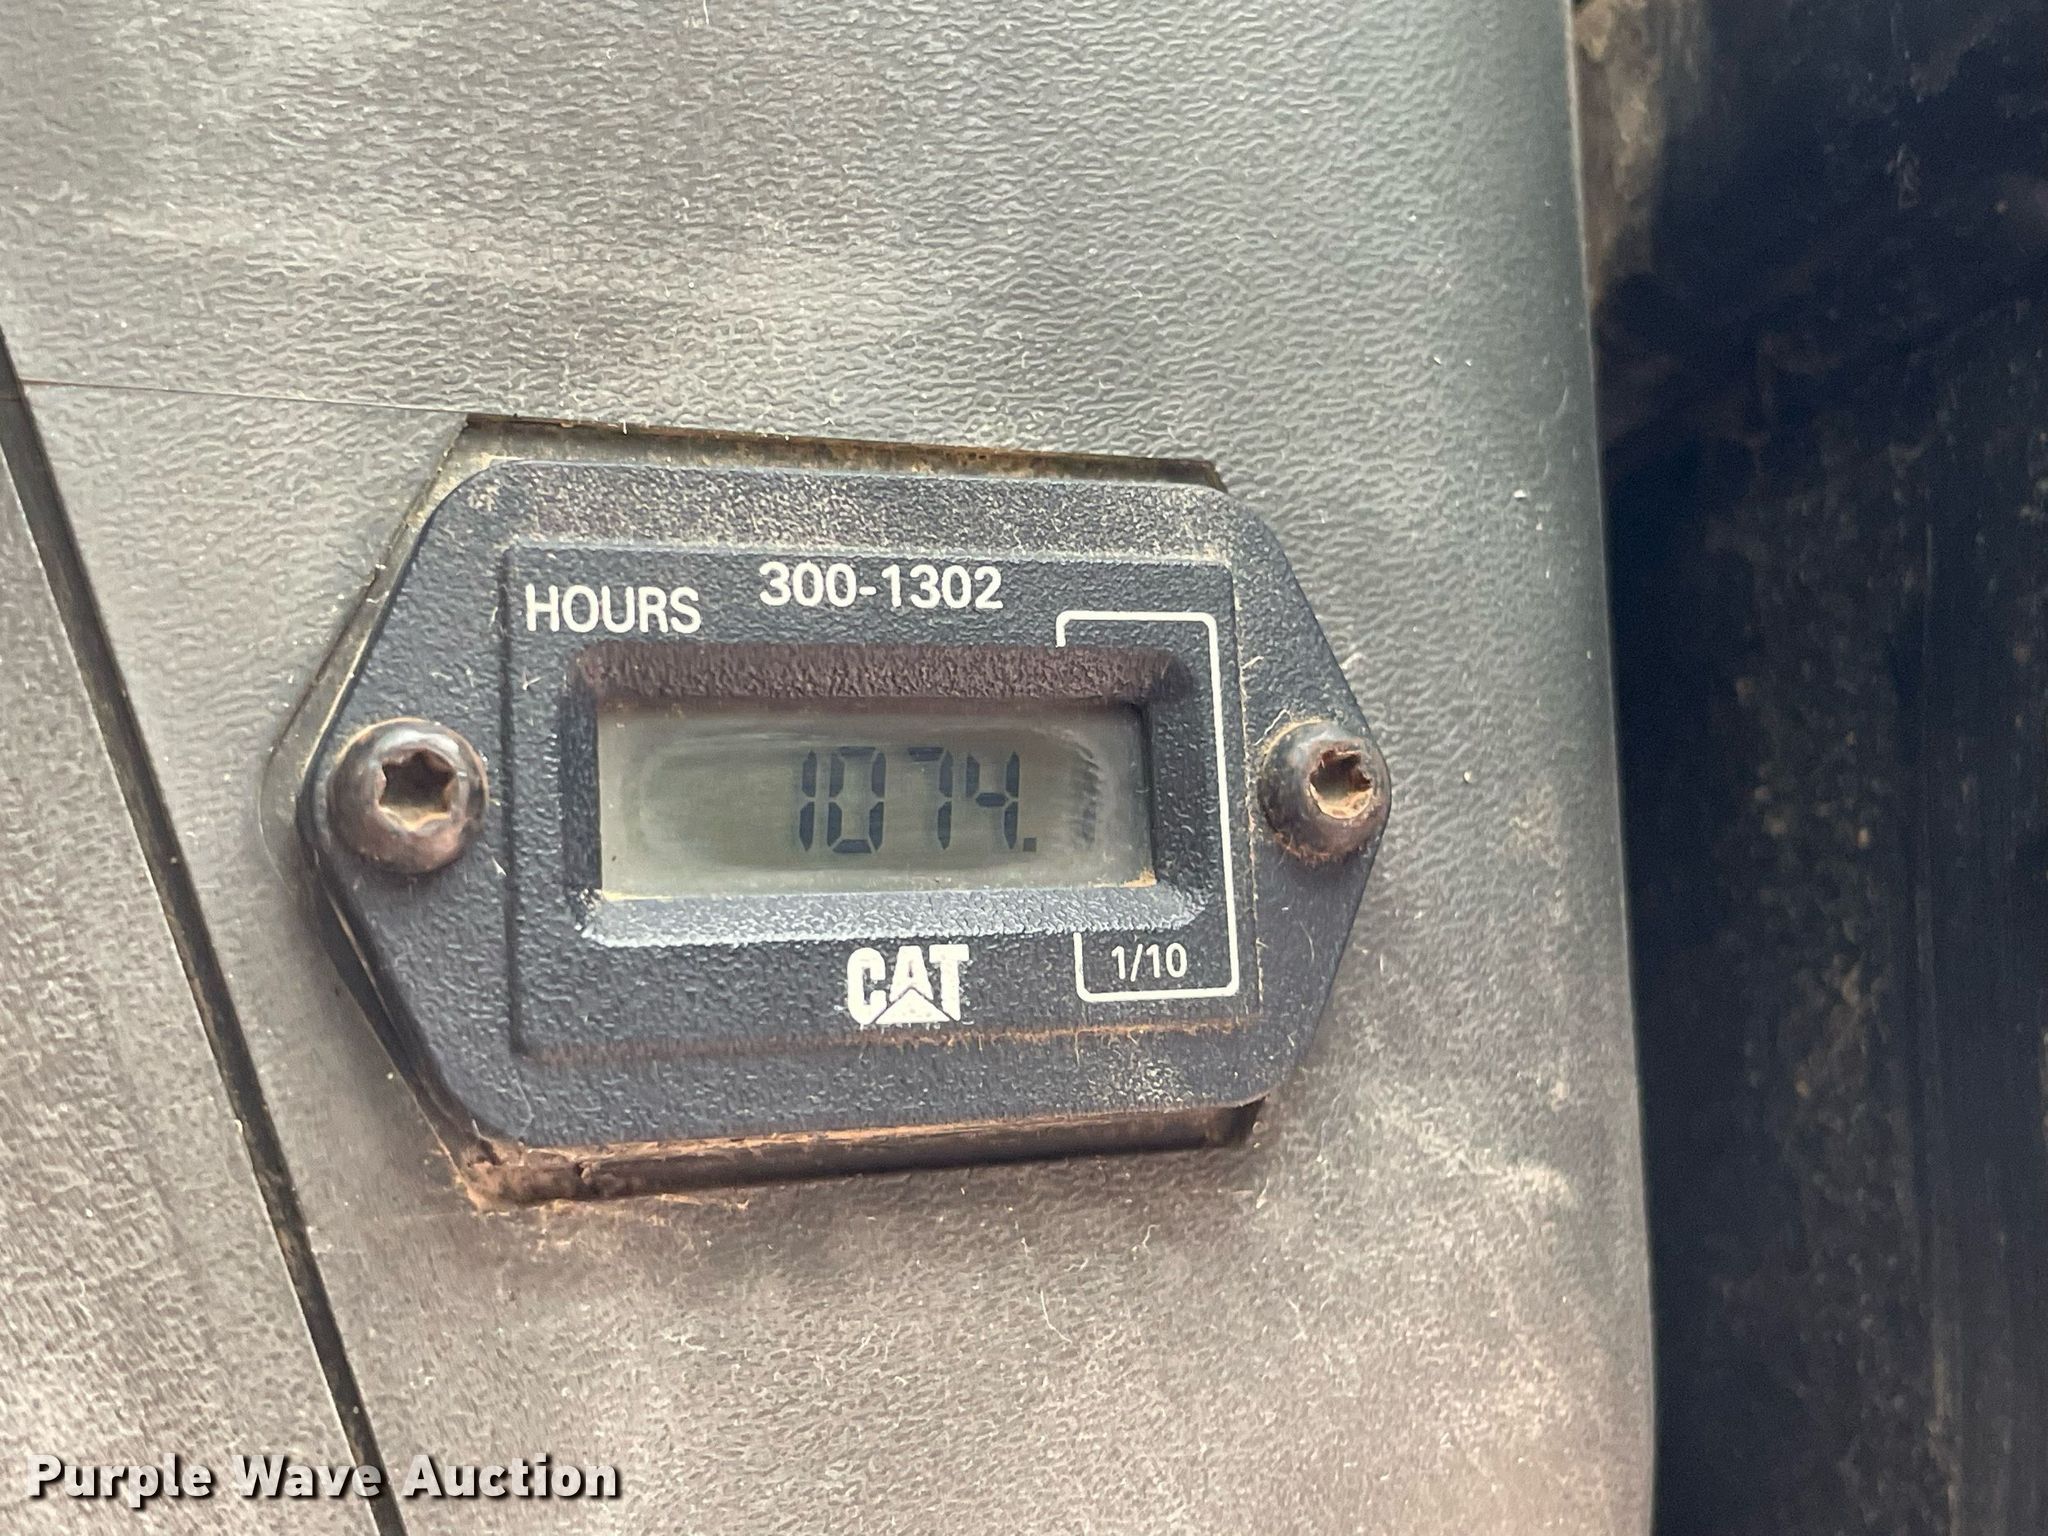 HOURS 300-1302
1074.
CAT
1/10
Purple Wave Auction